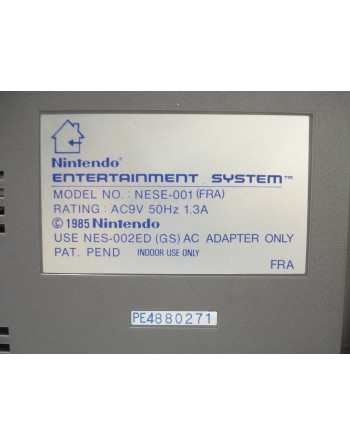 Nintendo®
ENTERTAINMENT SYSTEM™
MODEL NO.: NESE-001 (FRA)
RATING: AC9V 50Hz 1.3A
©1985 Nintendo
USE NES-002ED (GS) AC ADAPTER ONLY
PAT. PEND INDOOR USE ONLY
FRA
PE4880271